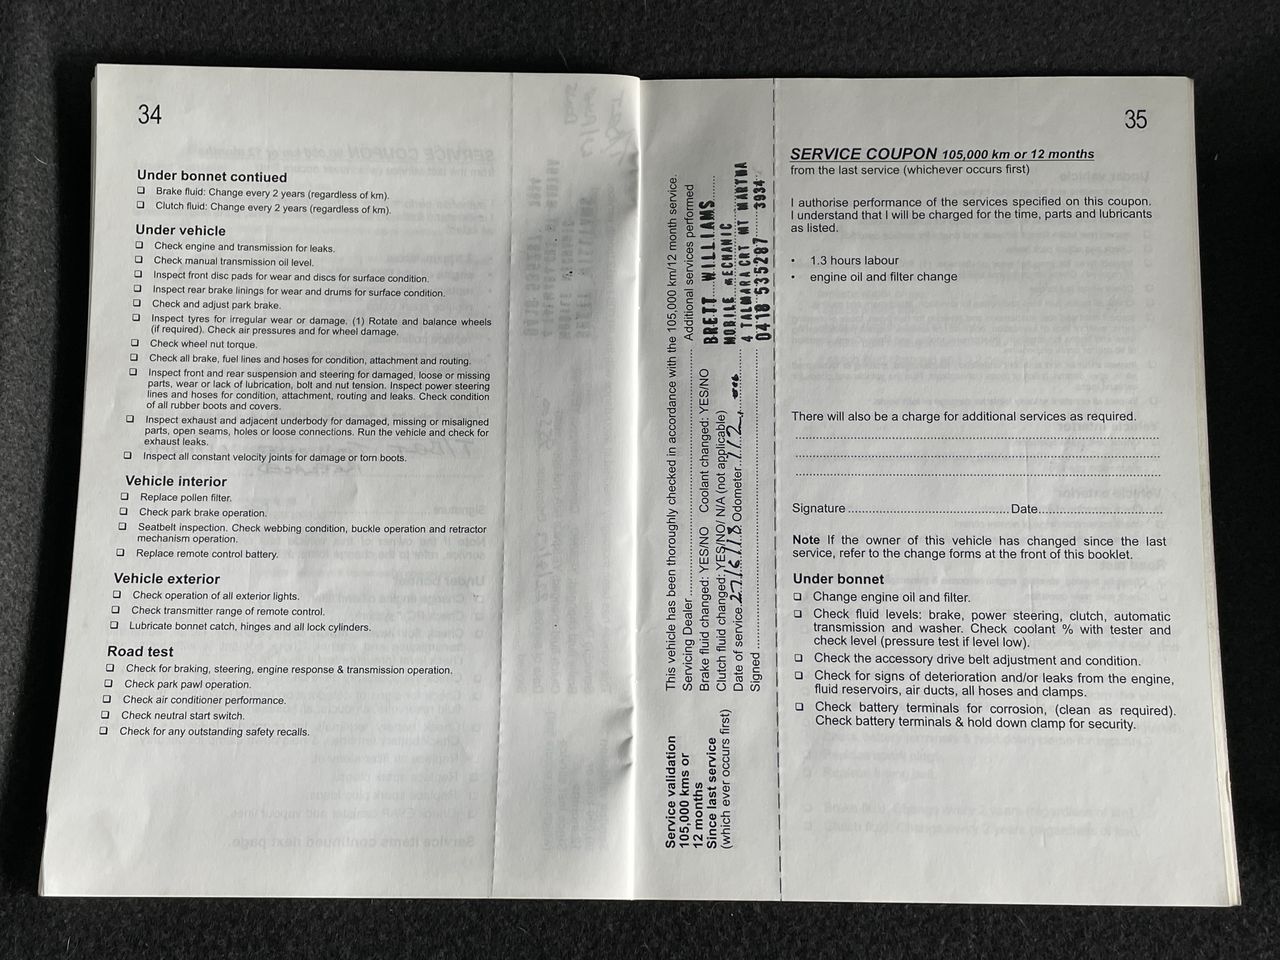 34
Under bonnet contiued
❑ Brake fluid: Change every 2 years (regardless of km).
❑ Clutch fluid: Change every 2 years (regardless of km).
Under vehicle
❑ Check engine and transmission for leaks.
❑ Check manual transmission oil level.
❑ Inspect front disc pads for wear and discs for surface condition.
❑ Inspect rear brake linings for wear and drums for surface condition.
❑ Check and adjust park brake.
❑ Inspect tyres for irregular wear or damage. (1) Rotate and balance wheels
(if required). Check air pressures and for wheel damage.
❑ Check wheel nut torque.
❑ Check all brake, fuel lines and hoses for condition, attachment and routing.
❑ Inspect front and rear suspension and steering for damaged, loose or missing
parts, wear or lack of lubrication, bolt and nut tension. Inspect power steering
lines and hoses for condition, attachment, routing and leaks. Check condition
of all rubber boots and covers.
❑ Inspect exhaust and adjacent underbody for damaged, missing or misaligned
parts, open seams, holes or loose connections. Run the vehicle and check for
exhaust leaks.
❑ Inspect all constant velocity joints for damage or torn boots.
Vehicle interior
❑ Replace pollen filter.
❑ Check park brake operation.
❑ Seatbelt inspection. Check webbing condition, buckle operation and retractor
mechanism operation.
❑ Replace remote control battery.
Vehicle exterior
❑ Check operation of all exterior lights.
❑ Check transmitter range of remote control.
❑ Lubricate bonnet catch, hinges and all lock cylinders.
Road test
❑ Check for braking, steering, engine response & transmission operation.
❑ Check park pawl operation.
❑ Check air conditioner performance.
❑ Check neutral start switch.
❑ Check for any outstanding safety recalls.
Service validation
105,000 kms or
12 months
Since last service
(which ever occurs first)
This vehicle has been thoroughly checked in accordance with the 105,000 km/12 month service.
Servicing Dealer Additional services performed
Brake fluid changed: YES/NO Coolant changed: YES/NO
Clutch fluid changed: YES/NO/ N/A (not applicable)
Date of service Odometer
Signed
BRETT WILLIAMS
MOBILE MECHANIC
4 TALMARA CRT MT MARTHA
0418 535287 3934
35
SERVICE COUPON 105,000 km or 12 months
from the last service (whichever occurs first)
I authorise performance of the services specified on this coupon.
I understand that I will be charged for the time, parts and lubricants
as listed.
• 1.3 hours labour
• engine oil and filter change
There will also be a charge for additional services as required.
Signature Date
Note If the owner of this vehicle has changed since the last
service, refer to the change forms at the front of this booklet.
Under bonnet
❑ Change engine oil and filter.
❑ Check fluid levels: brake, power steering, clutch, automatic
transmission and washer. Check coolant % with tester and
check level (pressure test if level low).
❑ Check the accessory drive belt adjustment and condition.
❑ Check for signs of deterioration and/or leaks from the engine,
fluid reservoirs, air ducts, all hoses and clamps.
❑ Check battery terminals for corrosion, (clean as required).
Check battery terminals & hold down clamp for security.